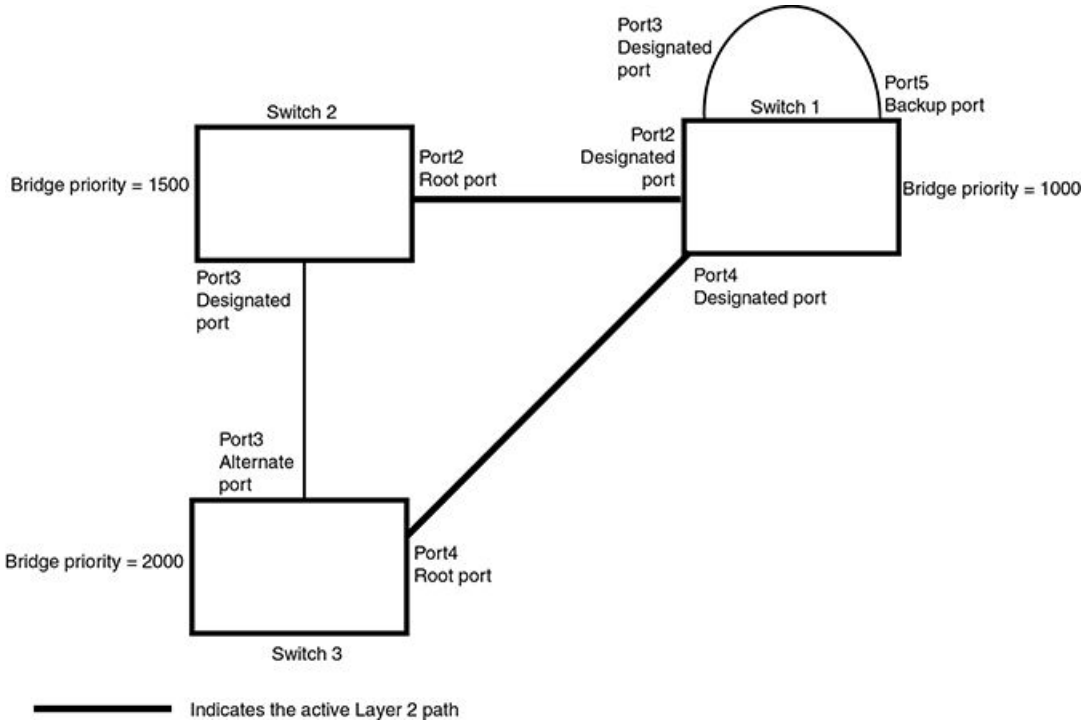 Port3
Designated
port
Port5
Backup port
Switch 1
Switch 2
Port2
Designated
port
Port2
Root port
Bridge priority = 1500
Bridge priority = 1000
Port3
Designated
port
Port4
Designated port
Port3
Alternate
port
Bridge priority = 2000
Port4
Root port
Switch 3
Indicates the active Layer 2 path